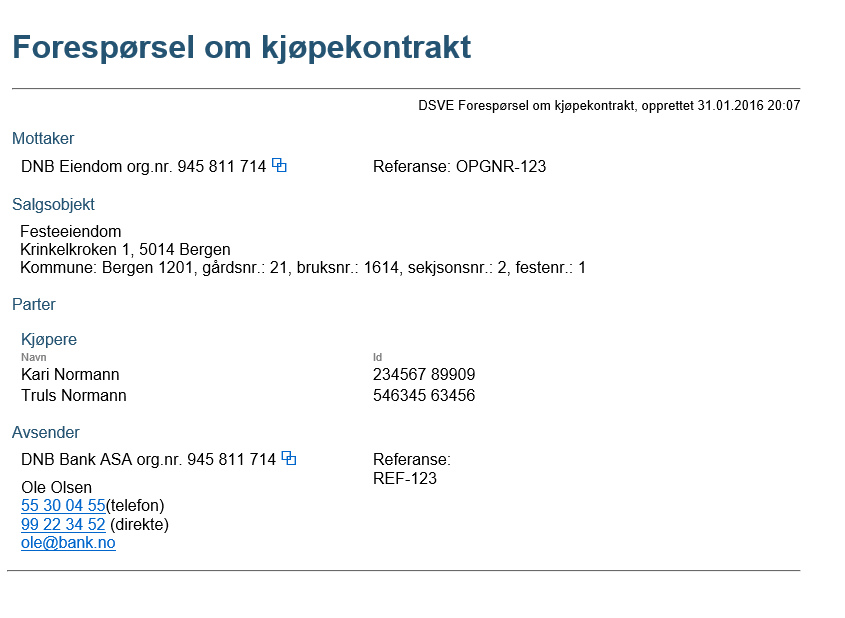 Forespørsel om kjøpekontrakt
DSVE Forespørsel om kjøpekontrakt, opprettet 31.01.2016 20:07
Mottaker
DNB Eiendom org.nr. 945 811 714 Referanse: OPGNR-123
Salgsobjekt
Festeeiendom
Krinkelkroken 1, 5014 Bergen
Kommune: Bergen 1201, gårdsnr.: 21, bruksnr.: 1614, sekjsonsnr.: 2, festenr.: 1
Parter
Kjøpere
Navn Id
Kari Normann 234567 89909
Truls Normann 546345 63456
Avsender
DNB Bank ASA org.nr. 945 811 714 Referanse:
REF-123
Ole Olsen
55 30 04 55(telefon)
99 22 34 52 (direkte)
ole@bank.no